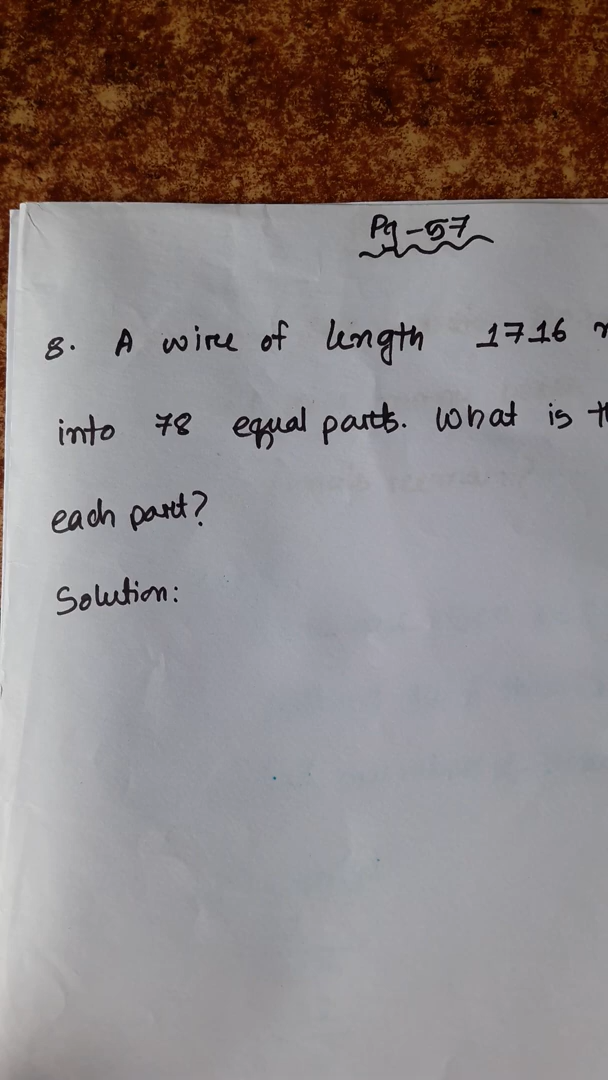 Pg-57
8. A wire of length 1716
into 78 equal parts. What is
each part?
Solution: